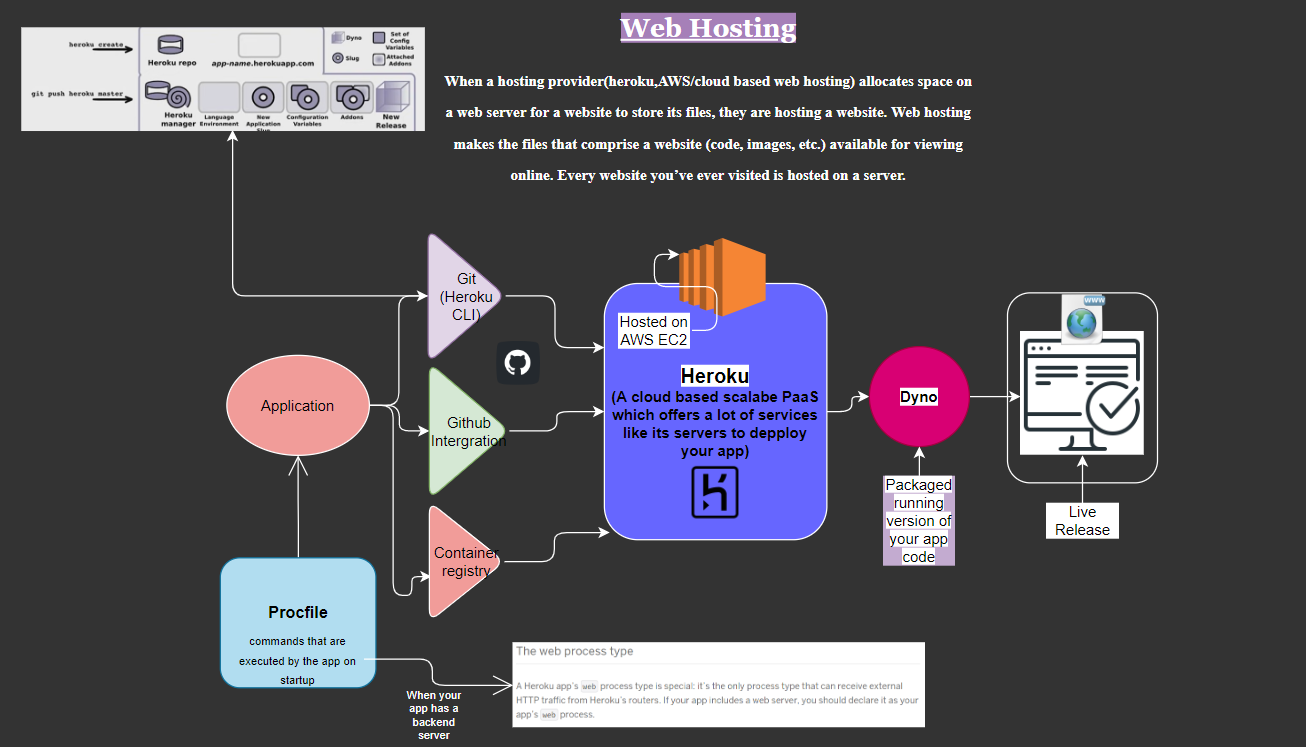 Web Hosting
When a hosting provider(heroku,AWS/cloud based web hosting) allocates space on
a web server for a website to store its files, they are hosting a website. Web hosting
makes the files that comprise a website (code, images, etc.) available for viewing
online. Every website you’ve ever visited is hosted on a server.
heroku create
Heroku repo
app-name.herokuapp.com
Dyno
Set of
Config
Variables
Slug
Attached
Addons
git push heroku master
Heroku
manager
Language
Environment
New
Application
Slug
Configuration
Variables
Addons
New
Release
Git
(Heroku
CLI)
Application
Github
Intergration
Container
registry
Hosted on
AWS EC2
Heroku
(A cloud based scalabe PaaS
which offers a lot of services
like its servers to depploy
your app)
Dyno
Packaged
running
version of
your app
code
www
Live
Release
Procfile
commands that are
executed by the app on
startup
When your
app has a
backend
server
The web process type
A Heroku app's web process type is special: it's the only process type that can receive external
HTTP traffic from Heroku's routers. If your app includes a web server, you should declare it as your
app's web process.